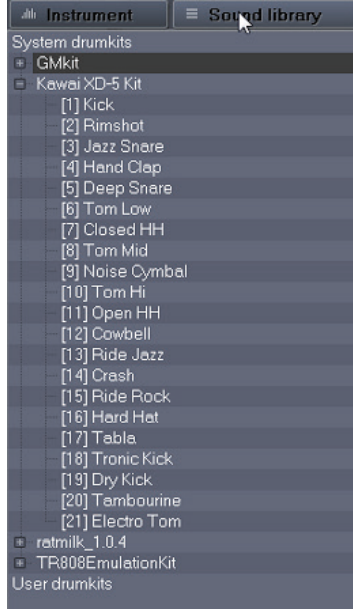 Instrument
Sound library
System drumkits
GMkit
Kawai XD-5 Kit
[1] Kick
[2] Rimshot
[3] Jazz Snare
[4] Hand Clap
[5] Deep Snare
[6] Tom Low
[7] Closed HH
[8] Tom Mid
[9] Noise Cymbal
[10] Tom Hi
[11] Open HH
[12] Cowbell
[13] Ride Jazz
[14] Crash
[15] Ride Rock
[16] Hard Hat
[17] Tabla
[18] Tronic Kick
[19] Dry Kick
[20] Tambourine
[21] Electro Tom
ratmilk_1.0.4
TR808EmulationKit
User drumkits